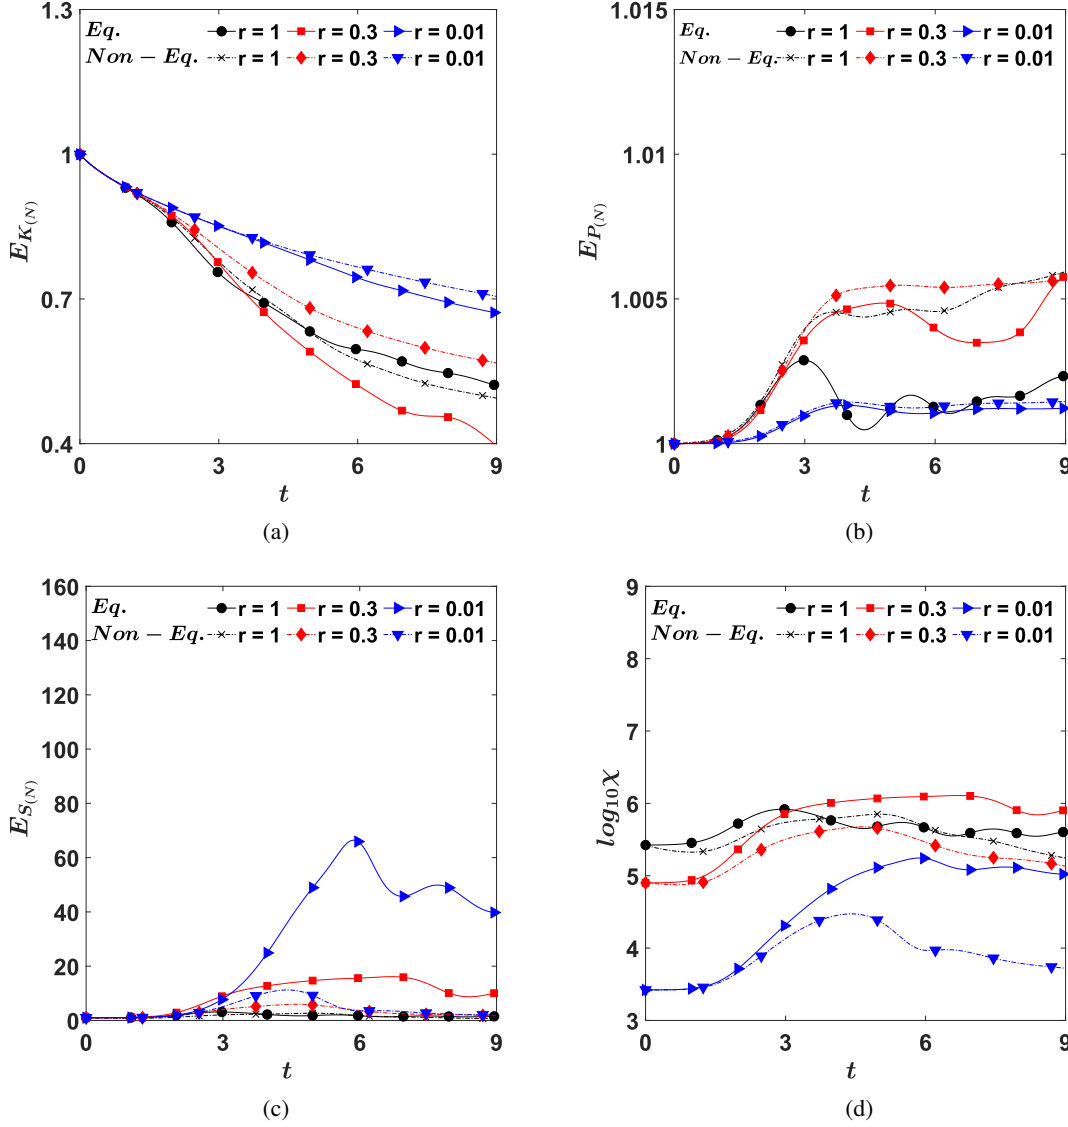 1.3
Eq. r = 1 r = 0.3 r = 0.01
Non − Eq. r = 1 r = 0.3 r = 0.01
1
0.7
0.4
E_{K(N)}
0 3 6 9
t
(a)
1.015
Eq. r = 1 r = 0.3 r = 0.01
Non − Eq. r = 1 r = 0.3 r = 0.01
1.01
1.005
1
E_{P(N)}
0 3 6 9
t
(b)
160
Eq. r = 1 r = 0.3 r = 0.01
Non − Eq. r = 1 r = 0.3 r = 0.01
140
120
100
80
60
40
20
0
E_{S(N)}
0 3 6 9
t
(c)
9
Eq. r = 1 r = 0.3 r = 0.01
Non − Eq. r = 1 r = 0.3 r = 0.01
8
7
6
5
4
3
log₁₀χ
0 3 6 9
t
(d)